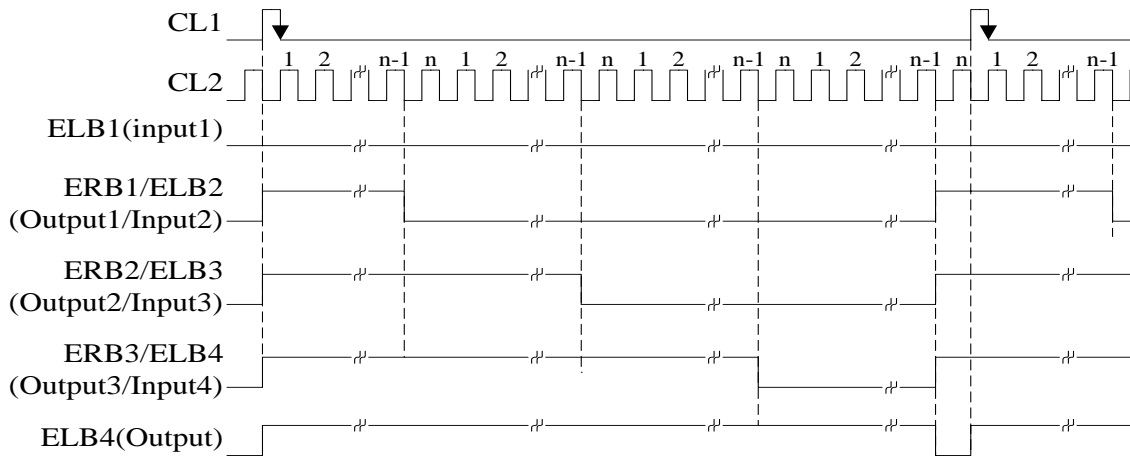 CL1
1 2 n-1 n 1 2 n-1 n 1 2 n-1 n 1 2 n-1 n 1 2 n-1
CL2
ELB1(input1)
ERB1/ELB2
(Output1/Input2)
ERB2/ELB3
(Output2/Input3)
ERB3/ELB4
(Output3/Input4)
ELB4(Output)